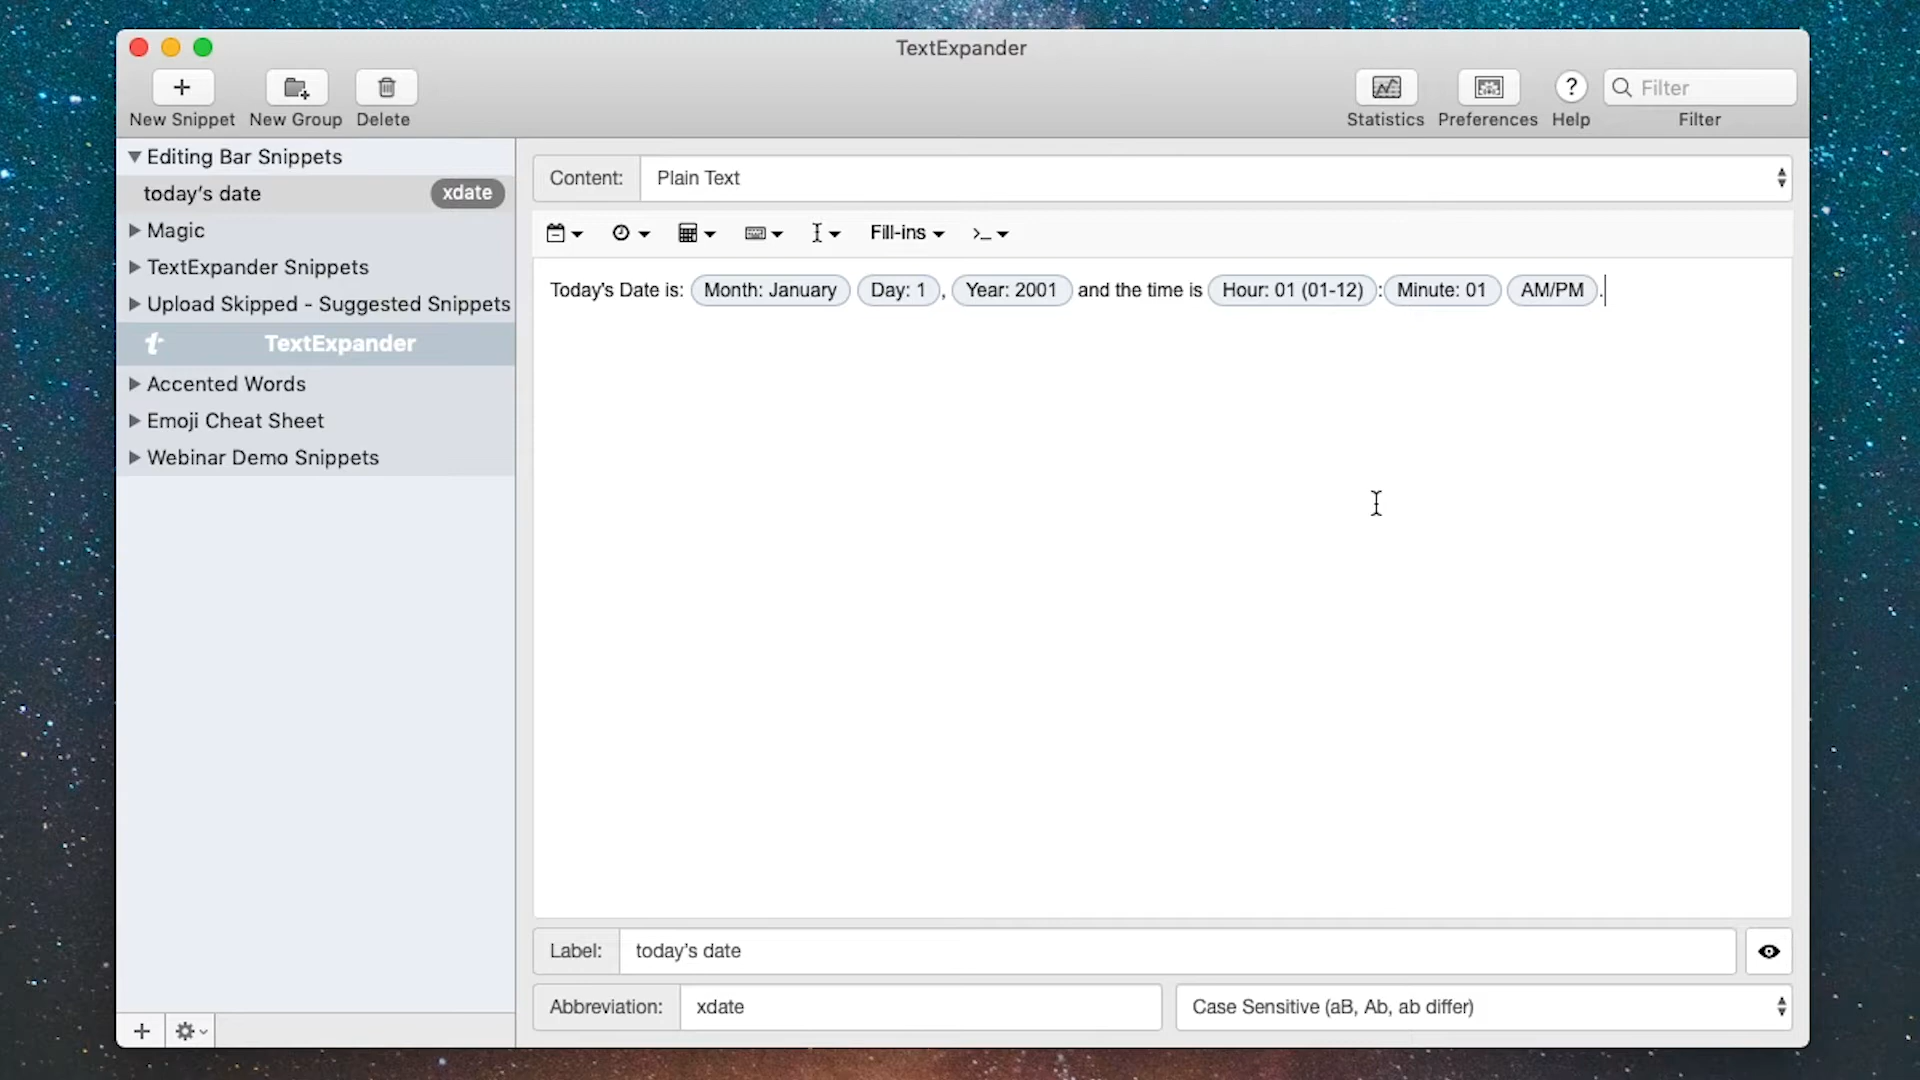 TextExpander
New Snippet New Group Delete Statistics Preferences ? Help Filter Filter
Editing Bar Snippets
today's date xdate
Magic
TextExpander Snippets
Upload Skipped - Suggested Snippets
TextExpander
Accented Words
Emoji Cheat Sheet
Webinar Demo Snippets
Content: Plain Text
Fill-ins
Today's Date is: Month: January Day: 1 , Year: 2001 and the time is Hour: 01 (01-12) : Minute: 01 AM/PM .
Label: today's date
Abbreviation: xdate Case Sensitive (aB, Ab, ab differ)